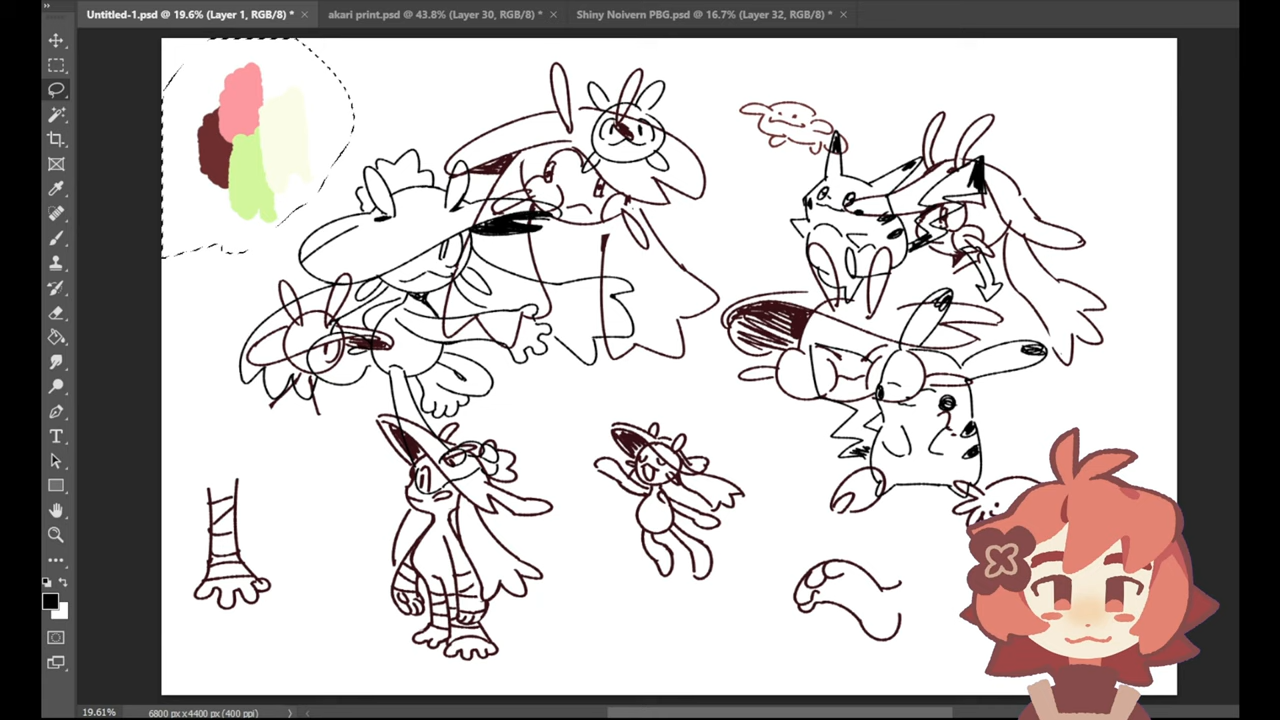 Untitled-1.psd @ 19.6% (Layer 1, RGB/8) *
akari print.psd @ 43.8% (Layer 30, RGB/8) *
Shiny Noivern PBG.psd @ 16.7% (Layer 32, RGB/8) *
19.61%
6800 px x 4400 px (400 ppi)